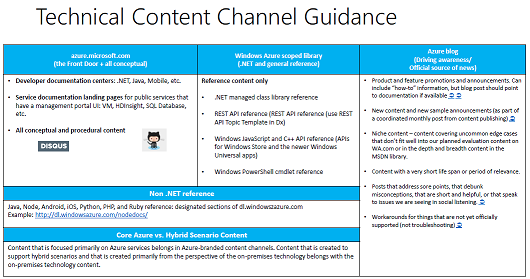 Technical Content Channel Guidance
azure.microsoft.com
(the Front Door + all conceptual)
• Developer documentation centers: .NET, Java, Mobile, etc.
• Service documentation landing pages for public services that
have a management portal UI: VM, HDInsight, SQL Database,
etc.
• All conceptual and procedural content
DISQUS
Windows Azure scoped library
(.NET and general reference)
Reference content only
• .NET managed class library reference
• REST API reference (REST API reference (use REST
API Topic Template in Dx)
• Windows JavaScript and C++ API reference (APIs
for Windows Store and the newer Windows
Universal apps)
• Windows PowerShell cmdlet reference
Non .NET reference
Java, Node, Android, iOS, Python, PHP, and Ruby reference: designated sections of dl.windowsazure.com
Example: http://dl.windowsazure.com/nodedocs/
Core Azure vs. Hybrid Scenario Content
Content that is focused primarily on Azure services belongs in Azure-branded content channels. Content that is created to
support hybrid scenarios and that is created primarily from the perspective of the on-premises technology belongs with the
on-premises technology content.
Azure blog
(Driving awareness/
Official source of news)
• Product and feature promotions and announcements. Can
include "how-to" information, but blog post should point
to documentation if available
• New content and new sample announcements (as part of
a coordinated monthly post from content publishing)
• Niche content – content covering uncommon edge cases
that don't fit well into our planned evaluation content on
WA.com or in the depth and breadth content in the
MSDN library.
• Content with a very short life span or period of relevance.
• Posts that address sore points, that debunk
misconceptions, that are short and helpful, or that speak
to issues we are seeing in social listening.
• Workarounds for things that are not yet officially
supported (not troubleshooting)